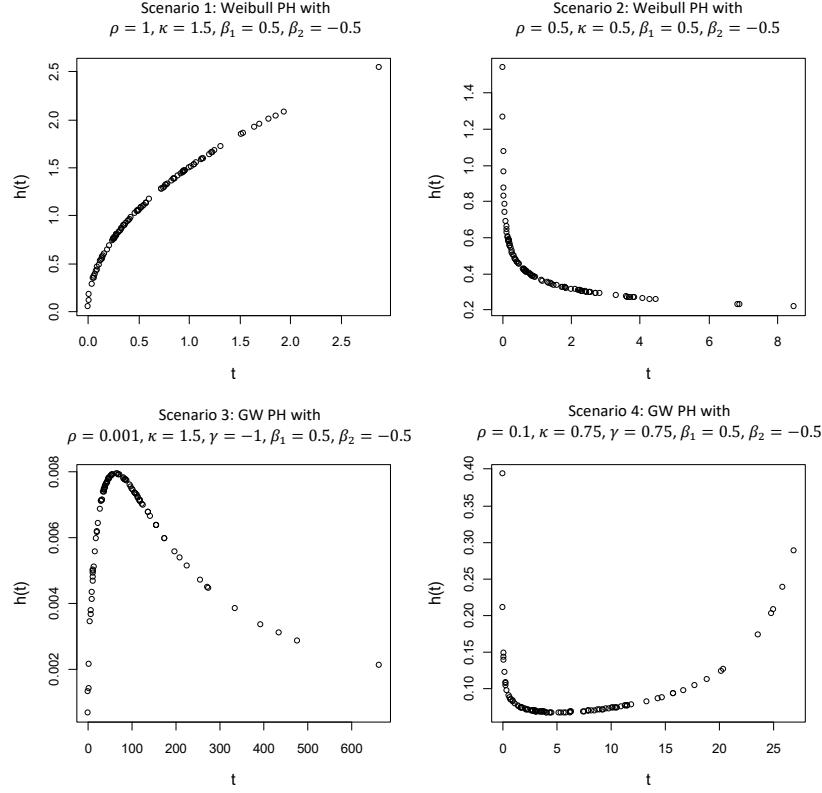 Scenario 1: Weibull PH with
ρ = 1, κ = 1.5, β₁ = 0.5, β₂ = −0.5
h(t)
2.5
2.0
1.5
1.0
0.5
0.0
0.0 0.5 1.0 1.5 2.0 2.5
t
Scenario 2: Weibull PH with
ρ = 0.5, κ = 0.5, β₁ = 0.5, β₂ = −0.5
h(t)
1.4
1.2
1.0
0.8
0.6
0.4
0.2
0 2 4 6 8
t
Scenario 3: GW PH with
ρ = 0.001, κ = 1.5, γ = −1, β₁ = 0.5, β₂ = −0.5
h(t)
0.008
0.006
0.004
0.002
0 100 200 300 400 500 600
t
Scenario 4: GW PH with
ρ = 0.1, κ = 0.75, γ = 0.75, β₁ = 0.5, β₂ = −0.5
h(t)
0.40
0.35
0.30
0.25
0.20
0.15
0.10
0 5 10 15 20 25
t